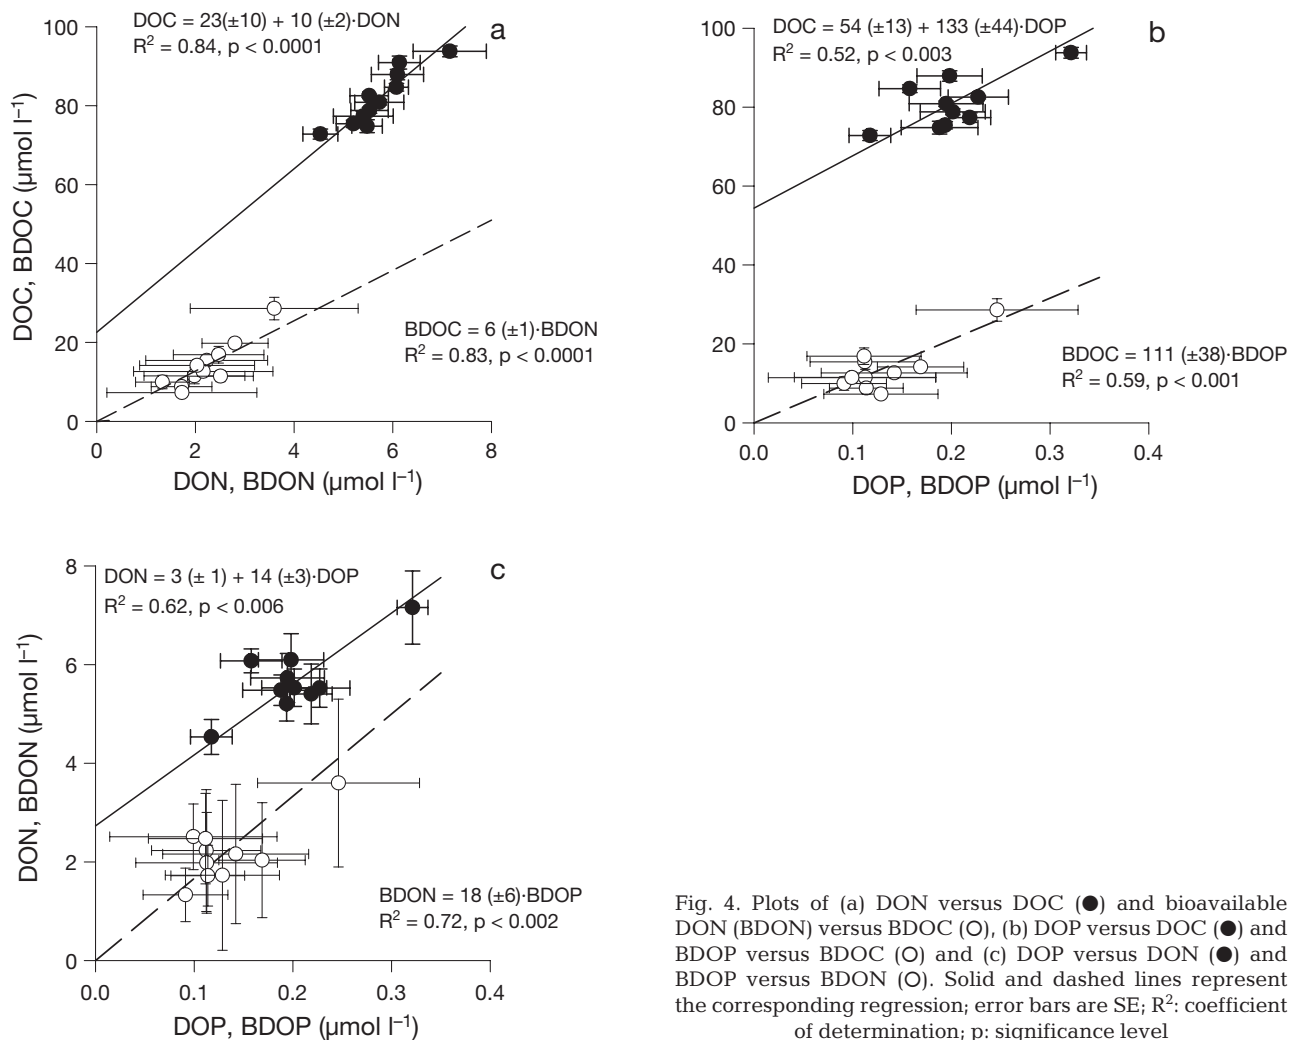 DOC = 23(±10) + 10 (±2)·DON
R² = 0.84, p < 0.0001
a
100
80
60
40
20
0
DOC, BDOC (µmol l⁻¹)
BDOC = 6 (±1)·BDON
R² = 0.83, p < 0.0001
0 2 4 6 8
DON, BDON (µmol l⁻¹)
DOC = 54 (±13) + 133 (±44)·DOP
R² = 0.52, p < 0.003
b
100
80
60
40
20
0
BDOC = 111 (±38)·BDOP
R² = 0.59, p < 0.001
0.0 0.1 0.2 0.3 0.4
DOP, BDOP (µmol l⁻¹)
DON = 3 (± 1) + 14 (±3)·DOP
R² = 0.62, p < 0.006
c
8
6
4
2
0
DON, BDON (µmol l⁻¹)
BDON = 18 (±6)·BDOP
R² = 0.72, p < 0.002
0.0 0.1 0.2 0.3 0.4
DOP, BDOP (µmol l⁻¹)
Fig. 4. Plots of (a) DON versus DOC (●) and bioavailable
DON (BDON) versus BDOC (○), (b) DOP versus DOC (●) and
BDOP versus BDOC (○) and (c) DOP versus DON (●) and
BDOP versus BDON (○). Solid and dashed lines represent
the corresponding regression; error bars are SE; R²: coefficient
of determination; p: significance level